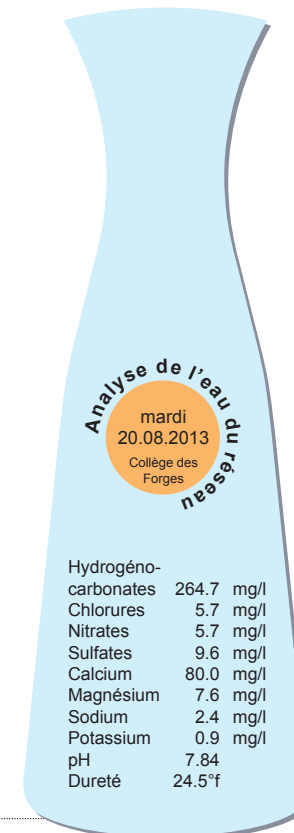 Analyse de l'eau du réseau
mardi
20.08.2013
Collège des
Forges
Hydrogéno-
carbonates 264.7 mg/l
Chlorures 5.7 mg/l
Nitrates 5.7 mg/l
Sulfates 9.6 mg/l
Calcium 80.0 mg/l
Magnésium 7.6 mg/l
Sodium 2.4 mg/l
Potassium 0.9 mg/l
pH 7.84
Dureté 24.5°f